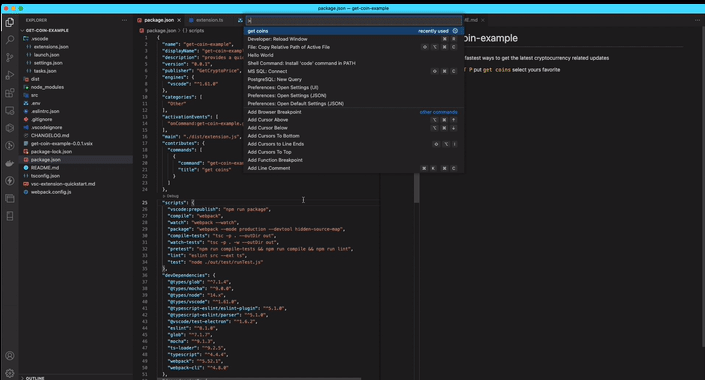 package.json — get-coin-example
EXPLORER
GET-COIN-EXAMPLE
.vscode
extensions.json
launch.json
settings.json
tasks.json
dist
node_modules
src
.env
.eslintrc.json
.gitignore
.vscodeignore
CHANGELOG.md
get-coin-example-0.0.1.vsix
package-lock.json
package.json
README.md
tsconfig.json
vsc-extension-quickstart.md
webpack.config.js
OUTLINE
package.json
extension.ts
package.json > {} scripts
>
get coins
recently used
Developer: Reload Window
File: Copy Relative Path of Active File
Hello World
Shell Command: Install 'code' command in PATH
MS SQL: Connect
PostgreSQL: New Query
Preferences: Open Settings (UI)
Preferences: Open Settings (JSON)
Preferences: Open Default Settings (JSON)
Add Browser Breakpoint
other commands
Add Cursor Above
Add Cursor Below
Add Cursors To Bottom
Add Cursors to Line Ends
Add Cursors To Top
Add Function Breakpoint
Add Line Comment
1 {
2 "name": "get-coin-example",
3 "displayName": "get-coin-exam
4 "description": "provides a quic
5 "version": "0.0.1",
6 "publisher": "GetCryptoPrice",
7 "engines": {
8 "vscode": "^1.61.0"
9 },
10 "categories": [
11 "Other"
12 ],
13 "activationEvents": [
14 "onCommand:get-coin-example.
15 ],
16 "main": "./dist/extension.js",
17 "contributes": {
18 "commands": [
19 {
20 "command": "get-coin-exa
21 "title": "get coins"
22 }
23 ]
24 },
Debug
25 "scripts": {
26 "vscode:prepublish": "npm run package",
27 "compile": "webpack",
28 "watch": "webpack --watch",
29 "package": "webpack --mode production --devtool hidden-source-map",
30 "compile-tests": "tsc -p . --outDir out",
31 "watch-tests": "tsc -p . -w --outDir out",
32 "pretest": "npm run compile-tests && npm run compile && npm run lint",
33 "lint": "eslint src --ext ts",
34 "test": "node ./out/test/runTest.js"
35 },
36 "devDependencies": {
37 "@types/glob": "^7.1.4",
38 "@types/mocha": "^9.0.0",
39 "@types/node": "14.x",
40 "@types/vscode": "^1.61.0",
41 "@typescript-eslint/eslint-plugin": "^5.1.0",
42 "@typescript-eslint/parser": "^5.1.0",
43 "@vscode/test-electron": "^1.6.2",
44 "eslint": "^8.1.0",
45 "glob": "^7.1.7",
46 "mocha": "^9.1.3",
47 "ts-loader": "^9.2.5",
48 "typescript": "^4.4.4",
49 "webpack": "^5.52.1",
50 "webpack-cli": "^4.8.0"
51 },
n-example
fastest ways to get the latest cryptocurrency related updates
P put get coins select yours favorite